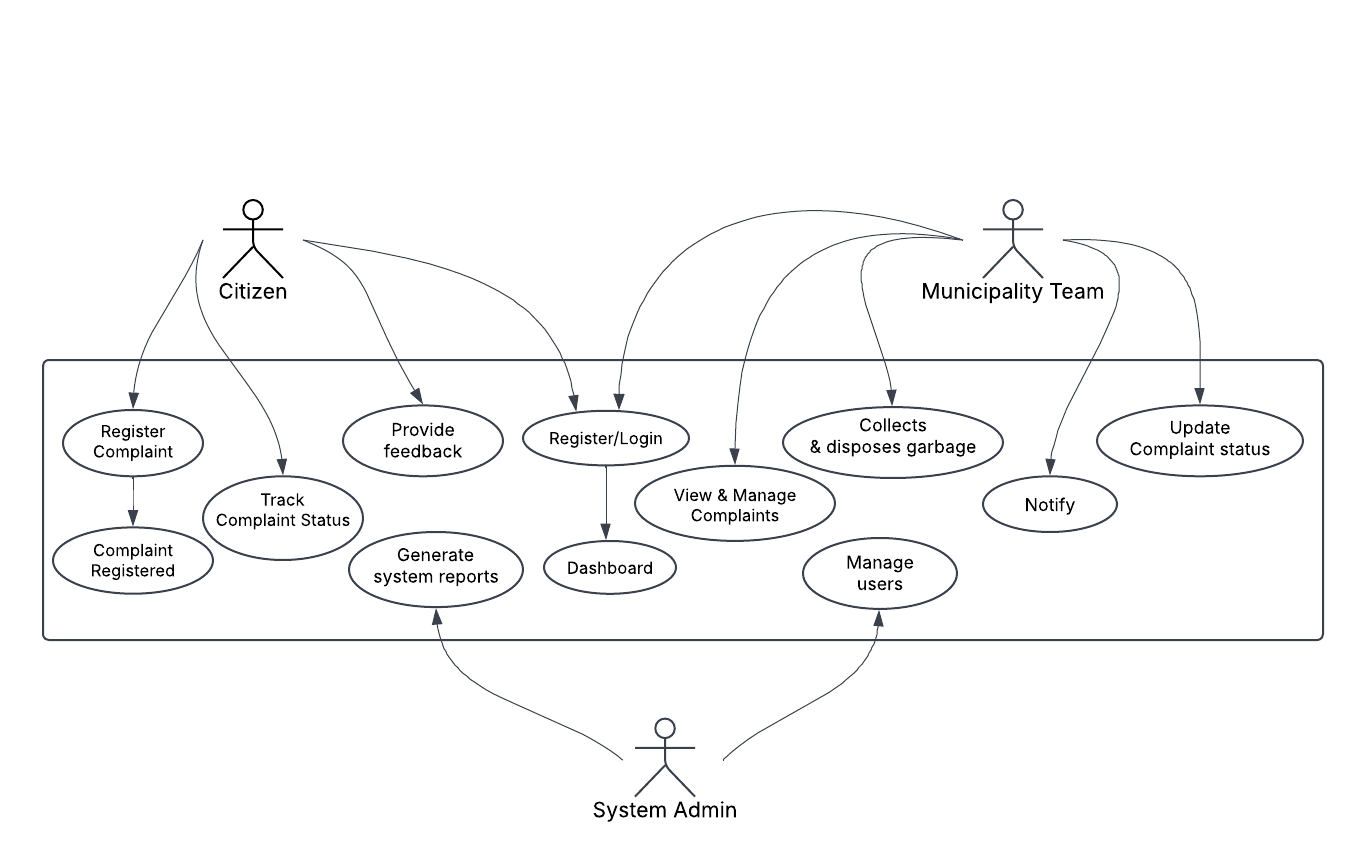 Citizen
Municipality Team
Register
Complaint
Provide
feedback
Register/Login
Collects
& disposes garbage
Update
Complaint status
Track
Complaint Status
View & Manage
Complaints
Notify
Complaint
Registered
Generate
system reports
Dashboard
Manage
users
System Admin